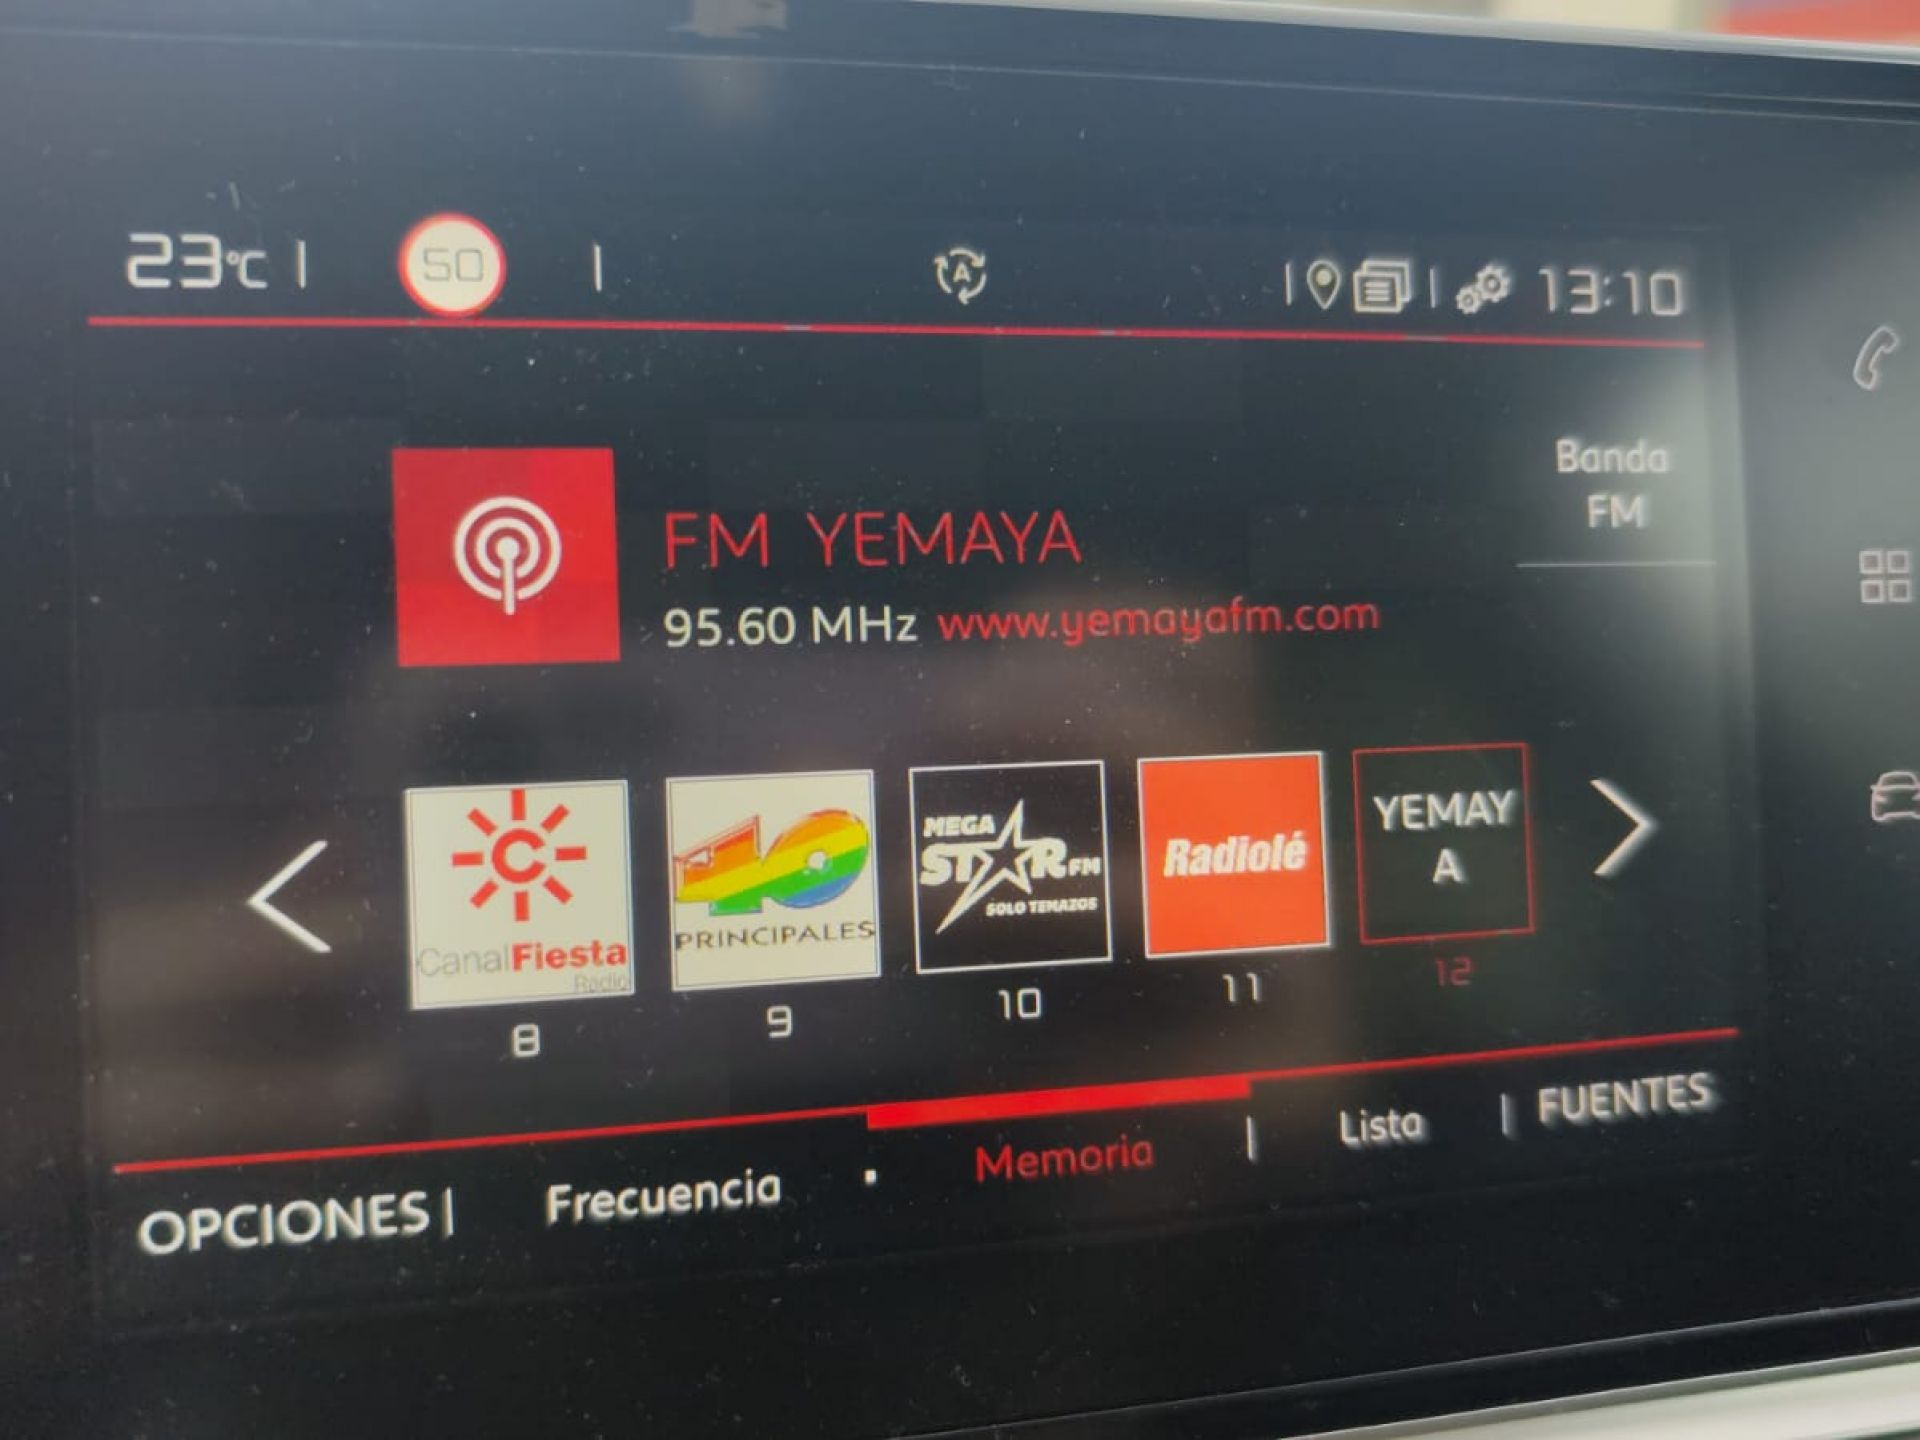 23°C
50
A
13:10
Banda
FM
FM YEMAYA
95.60 MHz www.yemayafm.com
C
CanalFiesta
Radio
8
40
PRINCIPALES
9
MEGA
STAR FM
SOLO TEMAZOS
10
Radiolé
11
YEMAY
A
12
OPCIONES | Frecuencia Memoria | Lista | FUENTES